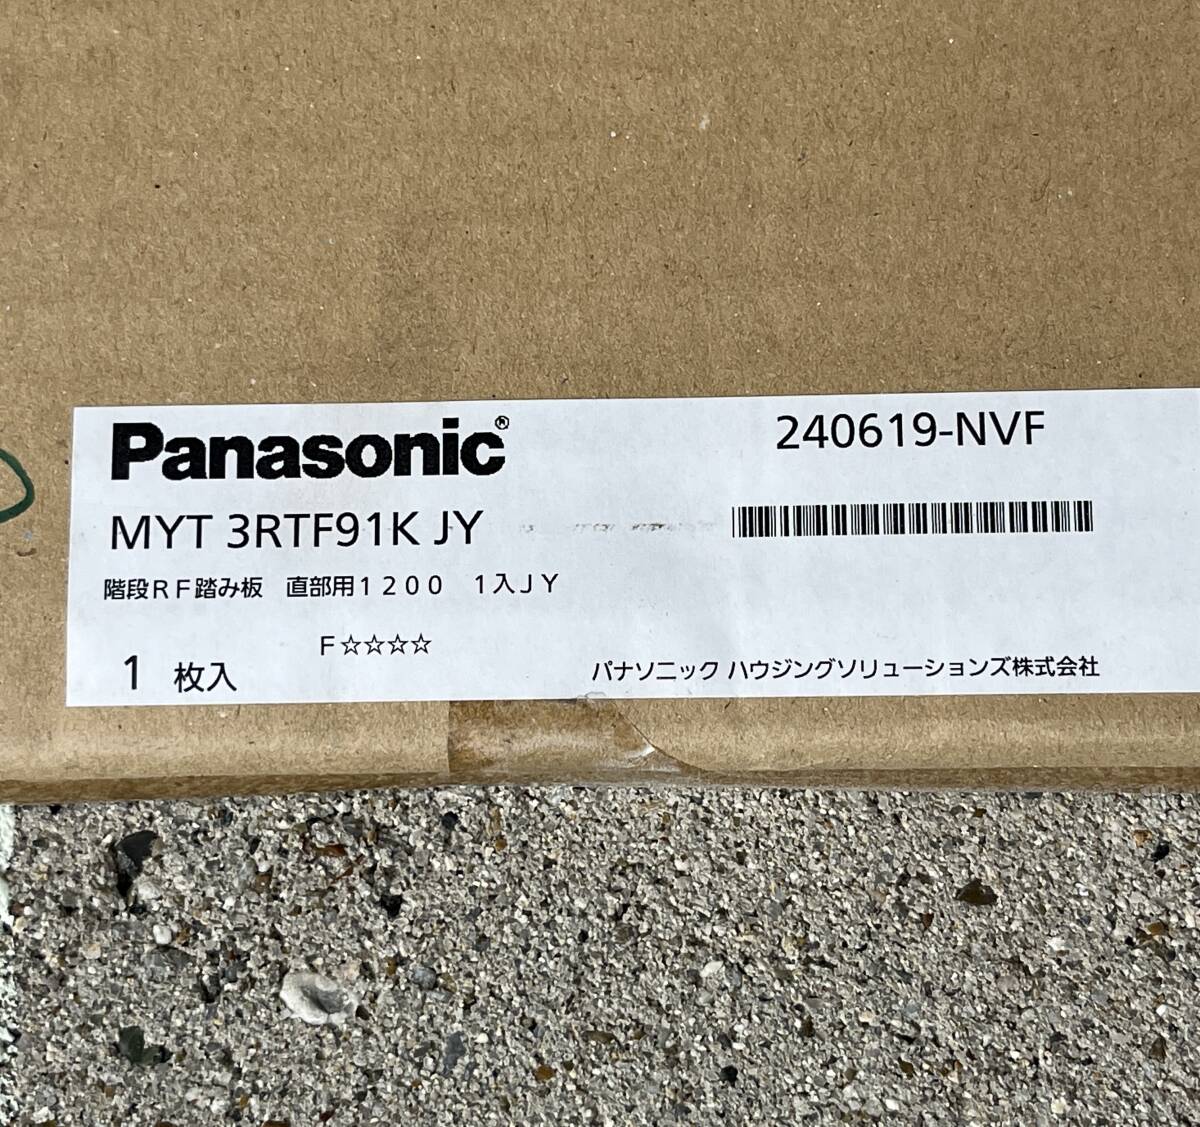 Panasonic®
240619-NVF
MYT 3RTF91K JY
階段RF踏み板 直部用1200 1入JY
F☆☆☆☆
1 枚入
パナソニック ハウジングソリューションズ株式会社